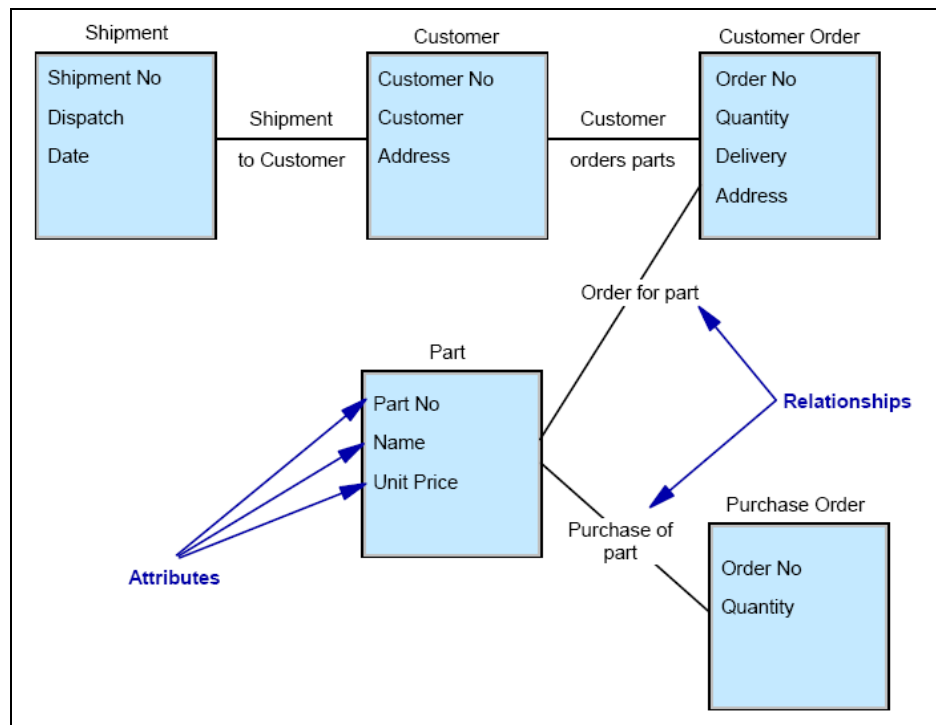 Shipment
Shipment No
Dispatch
Date
Shipment
to Customer
Customer
Customer No
Customer
Address
Customer
orders parts
Customer Order
Order No
Quantity
Delivery
Address
Order for part
Relationships
Part
Part No
Name
Unit Price
Attributes
Purchase of
part
Purchase Order
Order No
Quantity